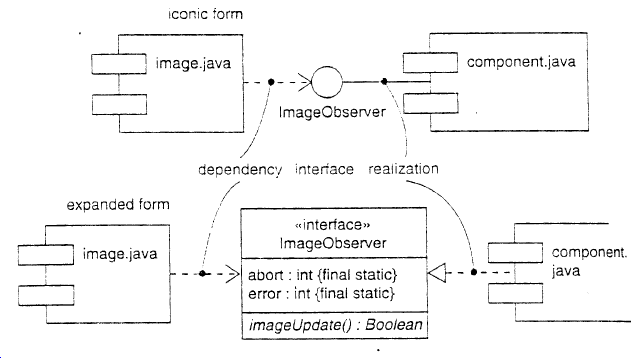 iconic form
image.java
component.java
ImageObserver
dependency interface realization
expanded form
«interface»
ImageObserver
image.java
component.
java
abort : int {final static}
error : int {final static}
imageUpdate() : Boolean